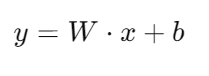 y = W · x + b